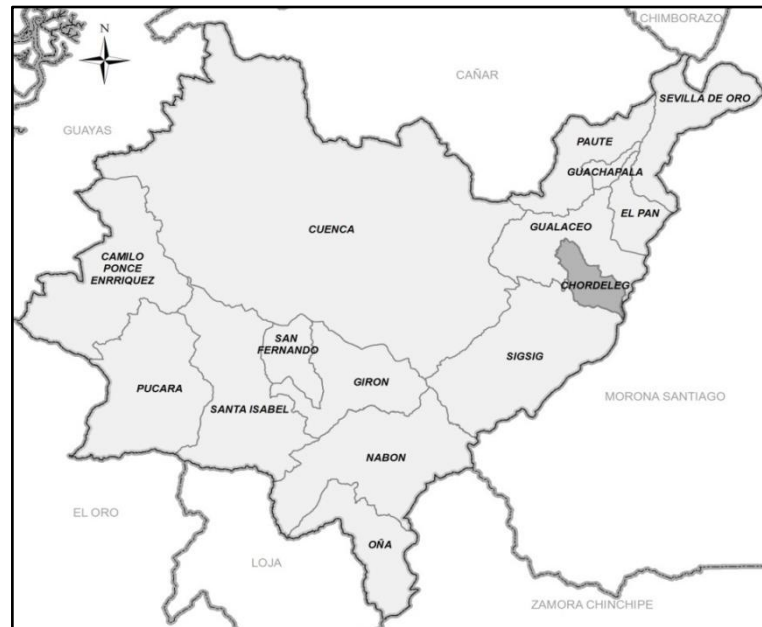 CHIMBORAZO
N
CAÑAR
SEVILLA DE ORO
GUAYAS
PAUTE
GUACHAPALA
EL PAN
GUALACEO
CUENCA
CAMILO
PONCE
ENRRIQUEZ
CHORDELEG
SAN
FERNANDO
SIGSIG
GIRON
PUCARA
MORONA SANTIAGO
SANTA ISABEL
NABON
EL ORO
OÑA
LOJA
ZAMORA CHINCHIPE